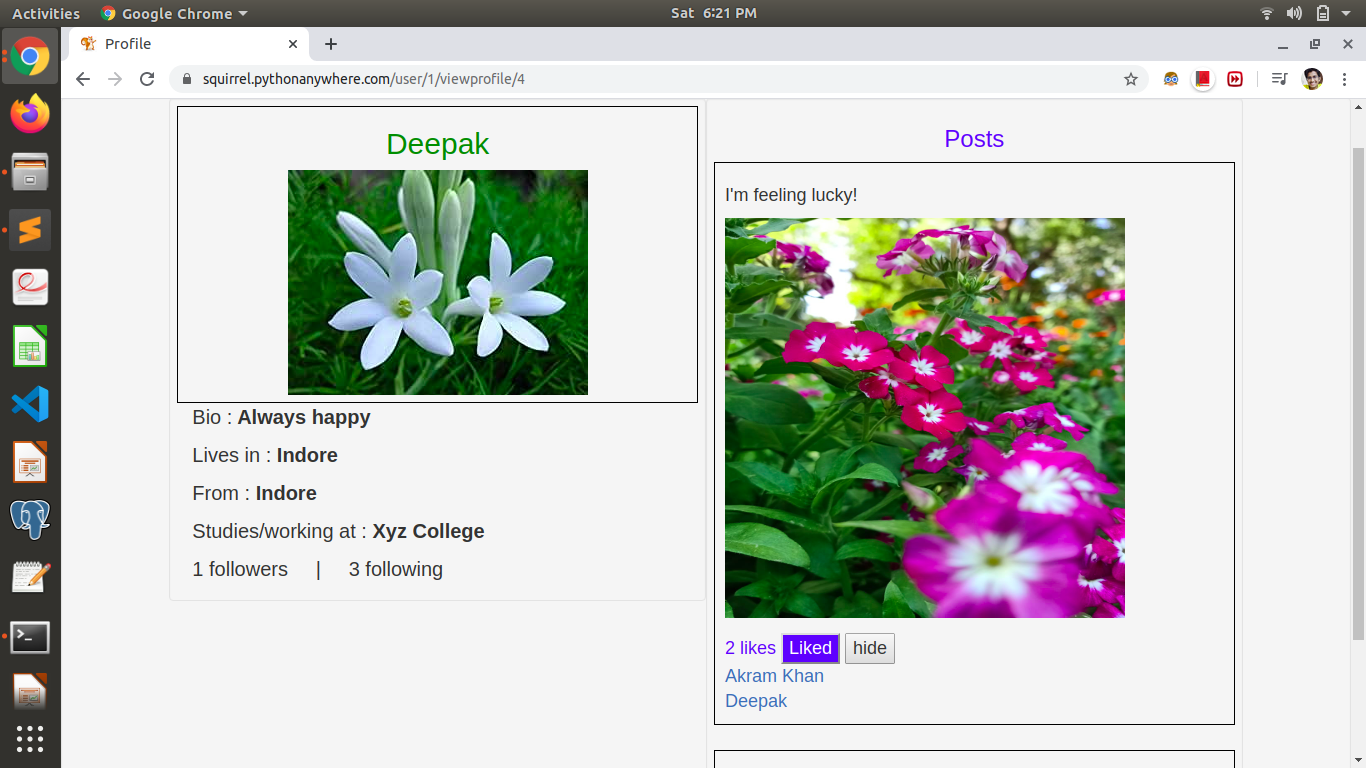 Activities
Google Chrome
Sat 6:21 PM
Profile
squirrel.pythonanywhere.com/user/1/viewprofile/4
Deepak
Bio : Always happy
Lives in : Indore
From : Indore
Studies/working at : Xyz College
1 followers | 3 following
Posts
I'm feeling lucky!
2 likes Liked hide
Akram Khan
Deepak